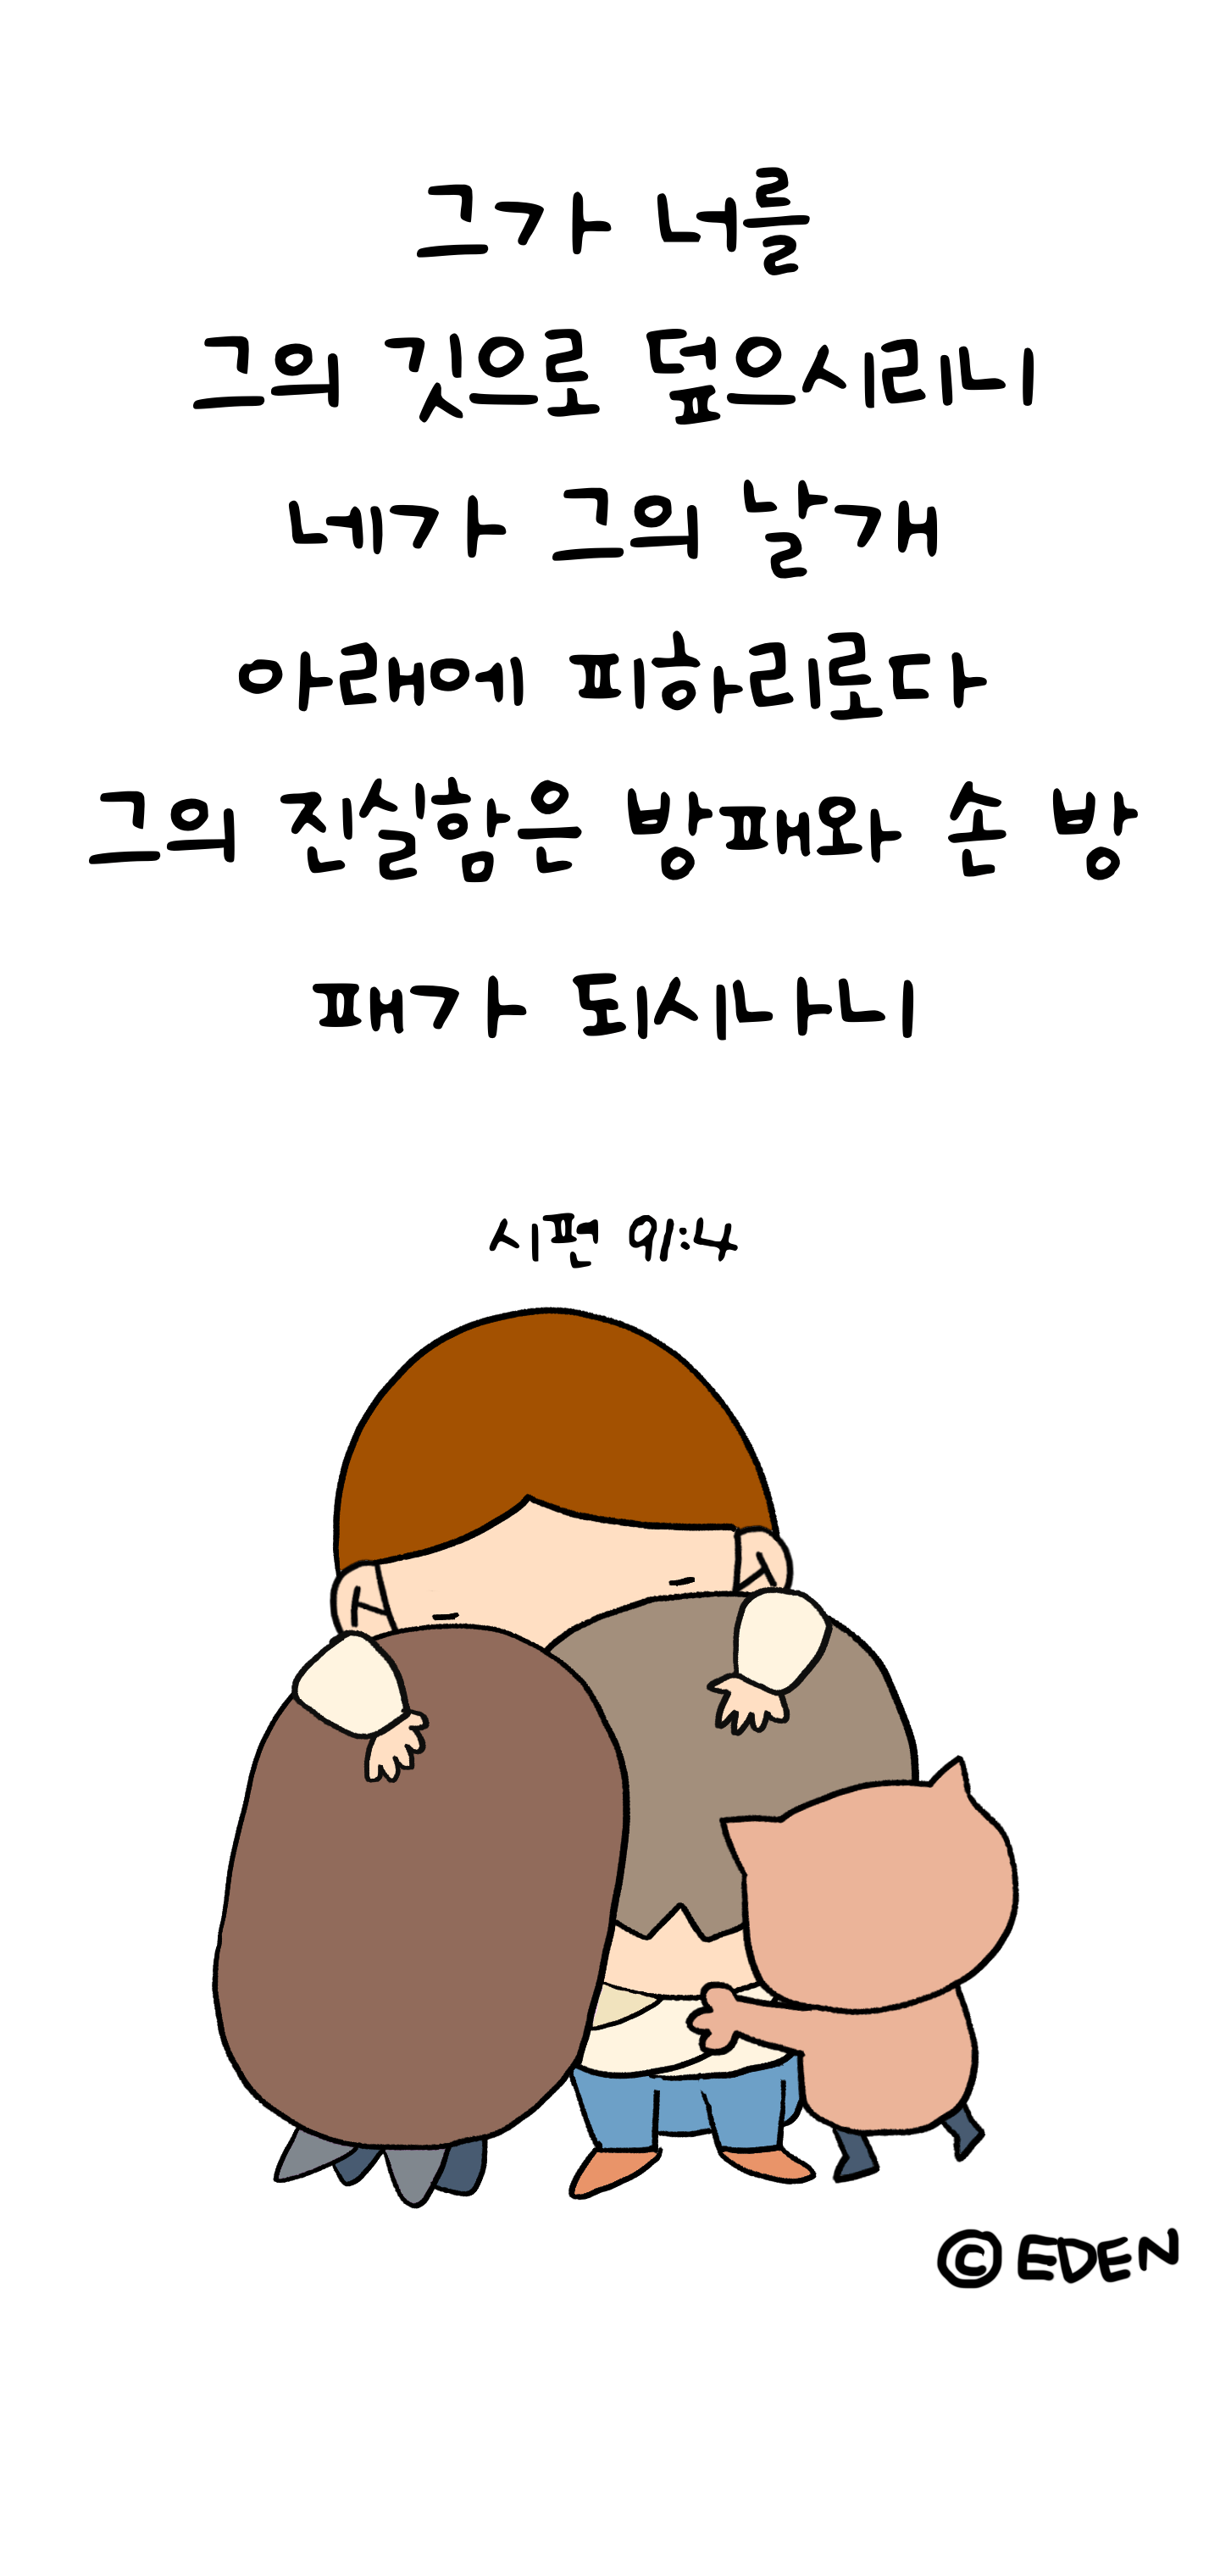 그가 너를
그의 깃으로 덮으시리니
네가 그의 날개
아래에 피하리로다
그의 진실함은 방패와 손 방
패가 되시나니
시편 91:4
© EDEN